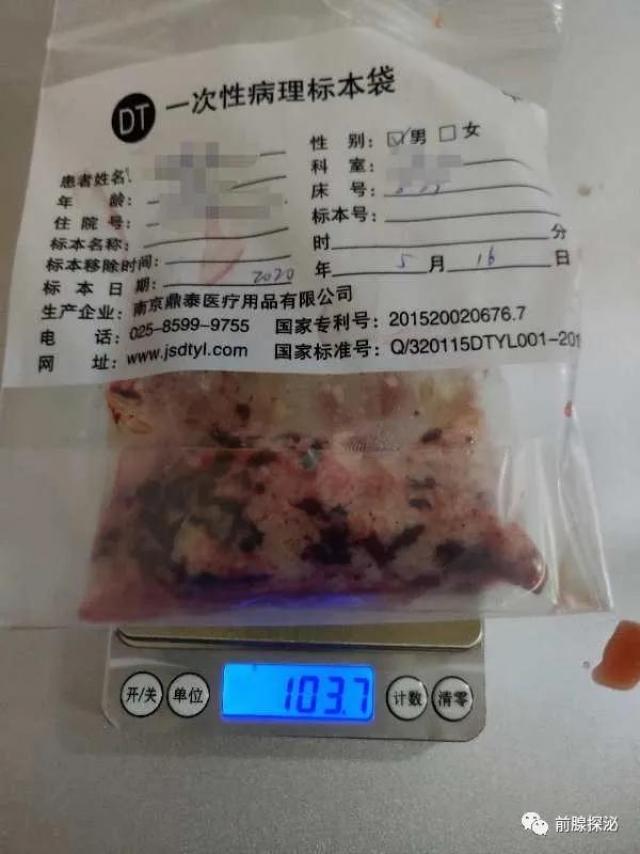 DT 一次性病理标本袋
患者姓名: 性 别: ☑男 □女
年 龄: 科 室:
住 院 号: 床 号:
标本名称: 标本号:
标本移除时间: 时 分
标 本 日 期: 2020 年 5 月 16 日
生产企业: 南京鼎泰医疗用品有限公司
电 话: 025-8599-9755 国家专利号: 201520020676.7
网 址: www.jsdtyl.com 国家标准号: Q/320115DTYL001-201
开/关 单位 103.7 计数 清零
前腺探泌